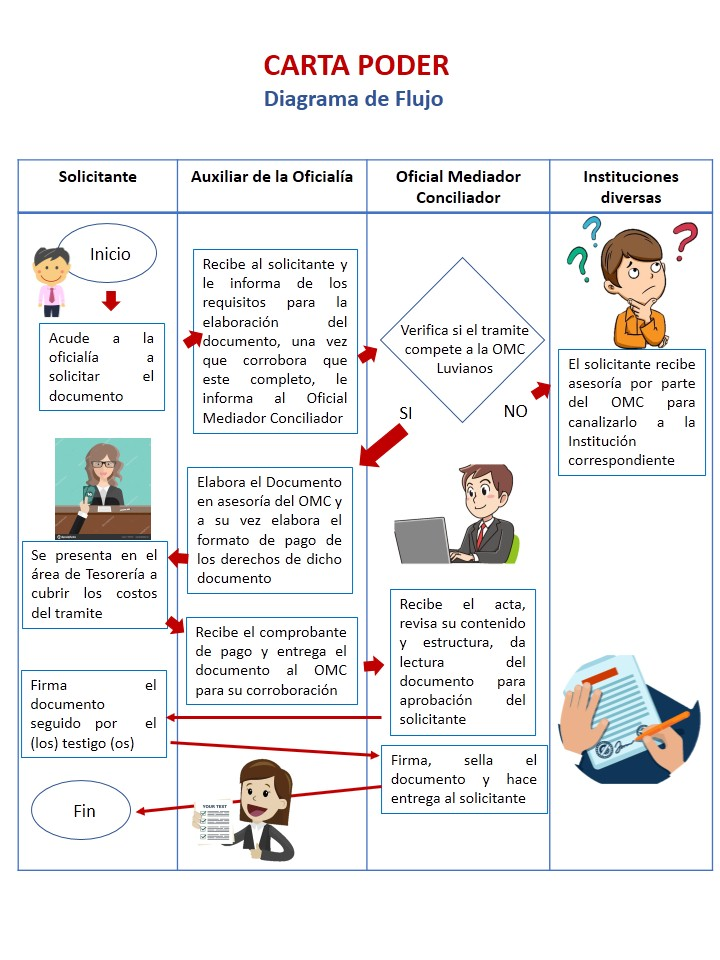 CARTA PODER
Diagrama de Flujo
Solicitante
Auxiliar de la Oficialía
Oficial Mediador
Conciliador
Instituciones
diversas
Inicio
Acude a la
oficialía a
solicitar el
documento
Recibe al solicitante y
le informa de los
requisitos para la
elaboración del
documento, una vez
que corrobora que
este completo, le
informa al Oficial
Mediador Conciliador
Verifica si el tramite
compete a la OMC
Luvianos
SI
NO
El solicitante recibe
asesoría por parte
del OMC para
canalizarlo a la
Institución
correspondiente
Elabora el Documento
en asesoría del OMC y
a su vez elabora el
formato de pago de
los derechos de dicho
documento
Se presenta en el
área de Tesorería a
cubrir los costos
del tramite
Recibe el comprobante
de pago y entrega el
documento al OMC
para su corroboración
Recibe el acta,
revisa su contenido
y estructura, da
lectura del
documento para
aprobación del
solicitante
Firma el
documento
seguido por el
(los) testigo (os)
Firma, sella el
documento y hace
entrega al solicitante
YOUR TEXT
Fin